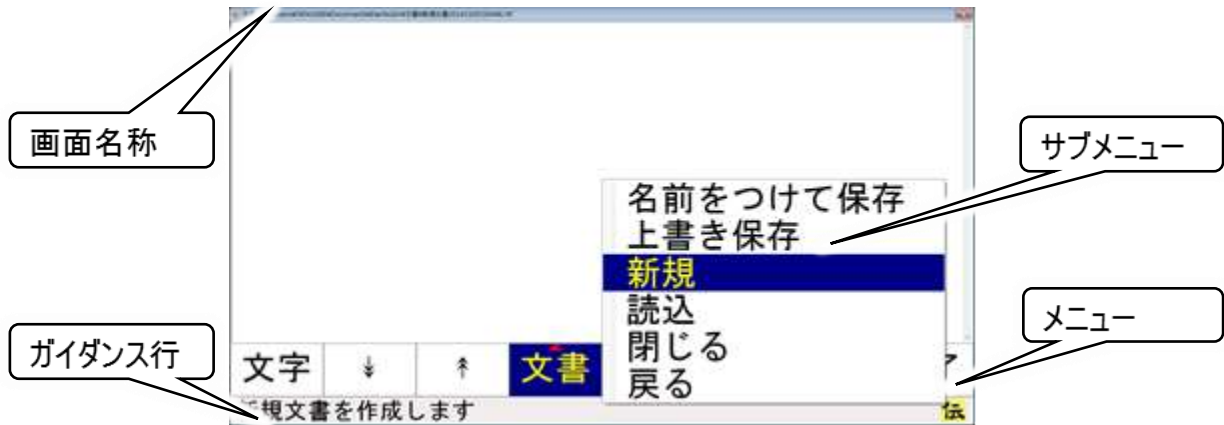 画面名称
サブメニュー
名前をつけて保存
上書き保存
新規
読込
閉じる
戻る
メニュー
ガイダンス行
文字 ↡ ↟ 文書
規文書を作成します 伝